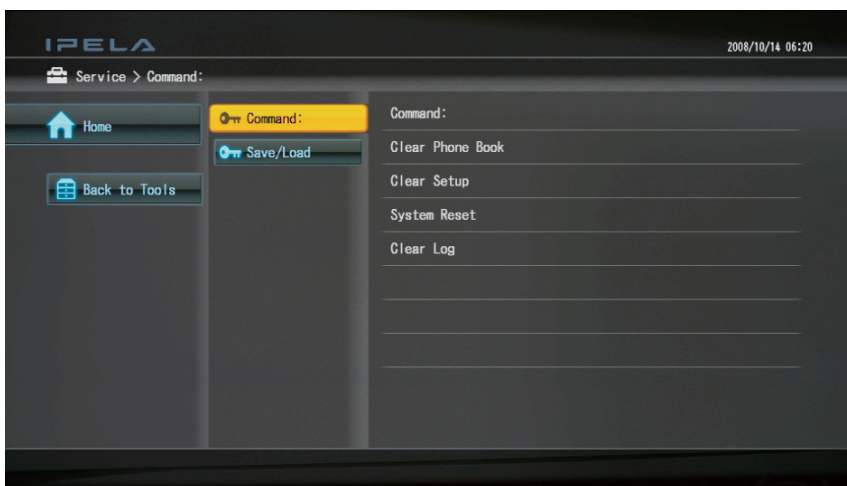 IPELA
2008/10/14 06:20
Service > Command:
Home
Back to Tools
Command:
Save/Load
Command:
Clear Phone Book
Clear Setup
System Reset
Clear Log